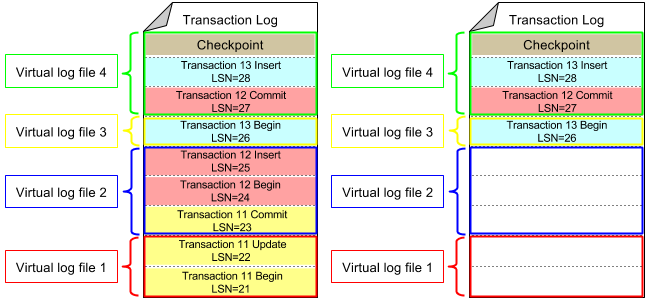 Transaction Log
Virtual log file 4
Checkpoint
Transaction 13 Insert
LSN=28
Transaction 12 Commit
LSN=27
Virtual log file 3
Transaction 13 Begin
LSN=26
Virtual log file 2
Transaction 12 Insert
LSN=25
Transaction 12 Begin
LSN=24
Transaction 11 Commit
LSN=23
Virtual log file 1
Transaction 11 Update
LSN=22
Transaction 11 Begin
LSN=21
Transaction Log
Virtual log file 4
Checkpoint
Transaction 13 Insert
LSN=28
Transaction 12 Commit
LSN=27
Virtual log file 3
Transaction 13 Begin
LSN=26
Virtual log file 2
Virtual log file 1